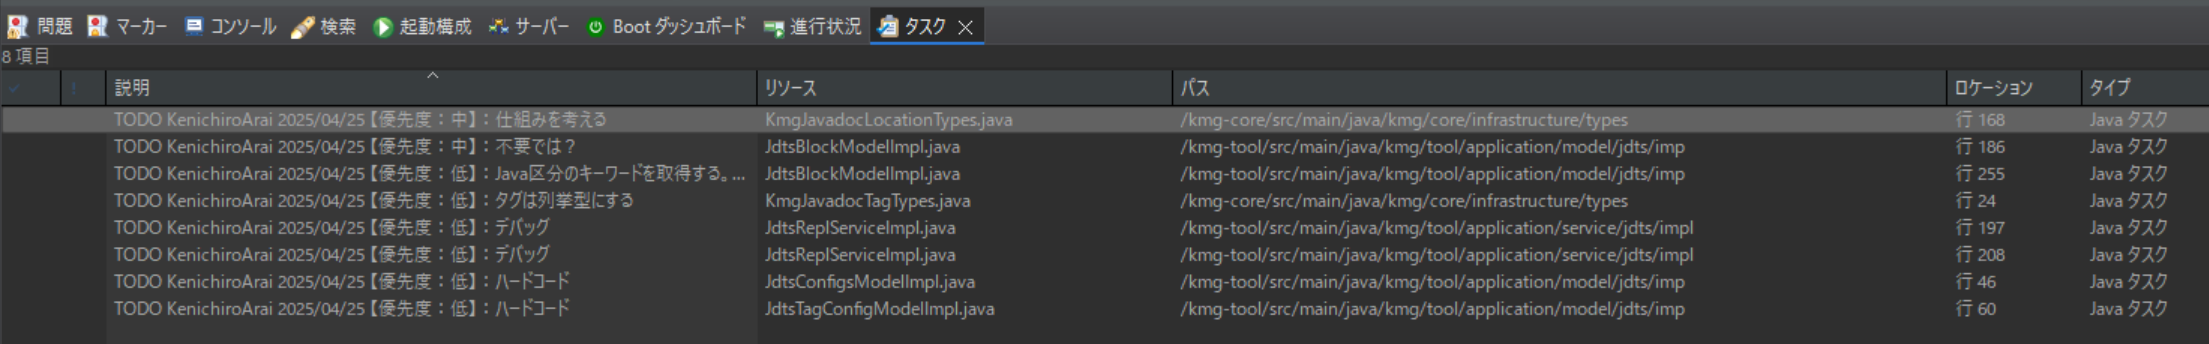 問題 マーカー コンソール 検索 起動構成 サーバー Boot ダッシュボード 進行状況 タスク
8 項目
! 説明 リソース パス ロケーション タイプ
TODO KenichiroArai 2025/04/25【優先度：中】：仕組みを考える KmgJavadocLocationTypes.java /kmg-core/src/main/java/kmg/core/infrastructure/types 行 168 Java タスク
TODO KenichiroArai 2025/04/25【優先度：中】：不要では？ JdtsBlockModelImpl.java /kmg-tool/src/main/java/kmg/tool/application/model/jdts/imp 行 186 Java タスク
TODO KenichiroArai 2025/04/25【優先度：低】：Java区分のキーワードを取得する。... JdtsBlockModelImpl.java /kmg-tool/src/main/java/kmg/tool/application/model/jdts/imp 行 255 Java タスク
TODO KenichiroArai 2025/04/25【優先度：低】：タグは列挙型にする KmgJavadocTagTypes.java /kmg-core/src/main/java/kmg/core/infrastructure/types 行 24 Java タスク
TODO KenichiroArai 2025/04/25【優先度：低】：デバッグ JdtsReplServiceImpl.java /kmg-tool/src/main/java/kmg/tool/application/service/jdts/impl 行 197 Java タスク
TODO KenichiroArai 2025/04/25【優先度：低】：デバッグ JdtsReplServiceImpl.java /kmg-tool/src/main/java/kmg/tool/application/service/jdts/impl 行 208 Java タスク
TODO KenichiroArai 2025/04/25【優先度：低】：ハードコード JdtsConfigsModelImpl.java /kmg-tool/src/main/java/kmg/tool/application/model/jdts/imp 行 46 Java タスク
TODO KenichiroArai 2025/04/25【優先度：低】：ハードコード JdtsTagConfigModelImpl.java /kmg-tool/src/main/java/kmg/tool/application/model/jdts/imp 行 60 Java タスク